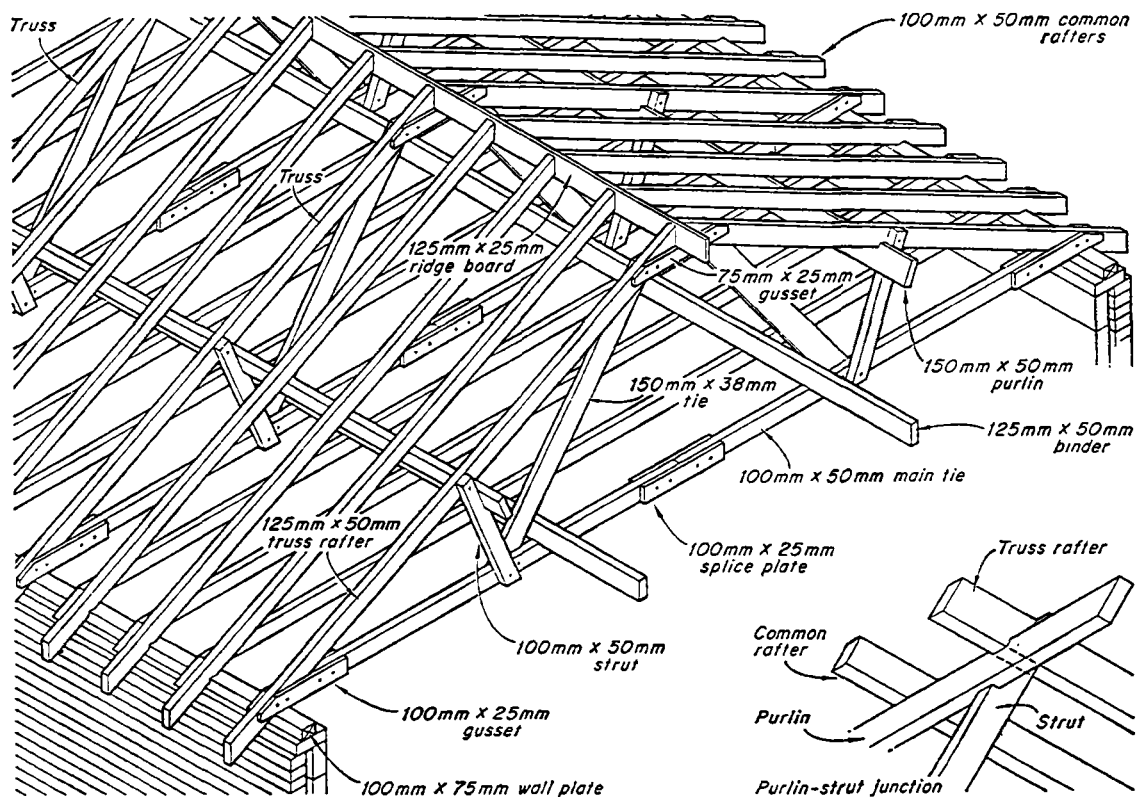 Truss
100mm × 50mm common
rafters
Truss
125mm × 25mm
ridge board
75mm × 25mm
gusset
150mm × 50mm
purlin
150mm × 38mm
tie
125mm × 50mm
binder
100mm × 50mm main tie
125mm × 50mm
truss rafter
100mm × 25mm
splice plate
Truss rafter
100mm × 50mm
strut
Common
rafter
100mm × 25mm
gusset
Purlin
Strut
100mm × 75mm wall plate
Purlin-strut junction